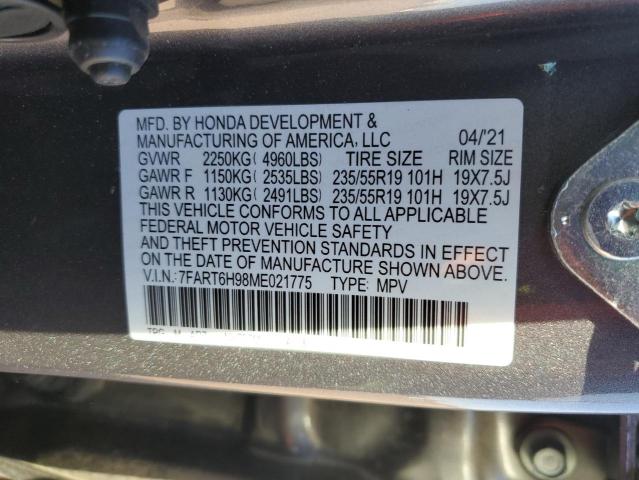 MFD. BY HONDA DEVELOPMENT &
MANUFACTURING OF AMERICA, LLC 04/'21
GVWR 2250KG( 4960LBS) TIRE SIZE RIM SIZE
GAWR F 1150KG( 2535LBS) 235/55R19 101H 19X7.5J
GAWR R 1130KG( 2491LBS) 235/55R19 101H 19X7.5J
THIS VEHICLE CONFORMS TO ALL APPLICABLE
FEDERAL MOTOR VEHICLE SAFETY
AND THEFT PREVENTION STANDARDS IN EFFECT
ON THE DATE OF MANUFACTURE SHOWN ABOVE.
V.I.N.:7FART6H98ME021775 TYPE: MPV